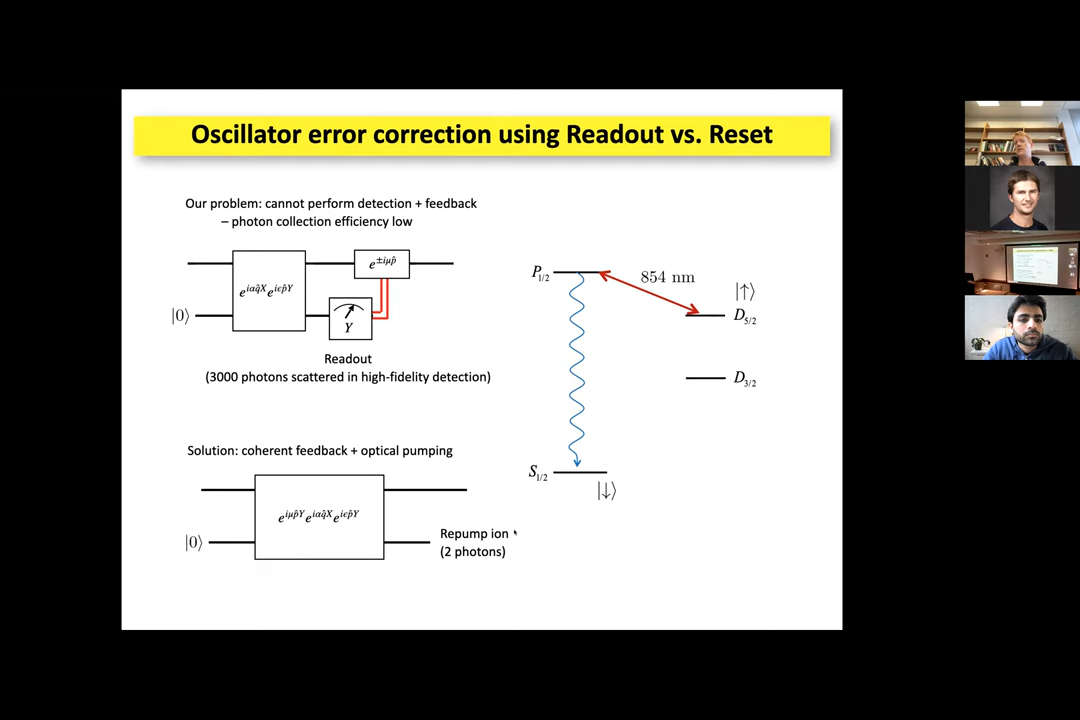 Oscillator error correction using Readout vs. Reset
Our problem: cannot perform detection + feedback
– photon collection efficiency low
e^{iαq̂X}e^{iϵp̂Y}
e^{±iμp̂}
|0⟩
Y
Readout
(3000 photons scattered in high-fidelity detection)
P_{1/2}
854 nm
|↑⟩
D_{5/2}
D_{3/2}
S_{1/2}
|↓⟩
Solution: coherent feedback + optical pumping
e^{iμp̂Y}e^{iαq̂X}e^{iϵp̂Y}
|0⟩
Repump ion
(2 photons)